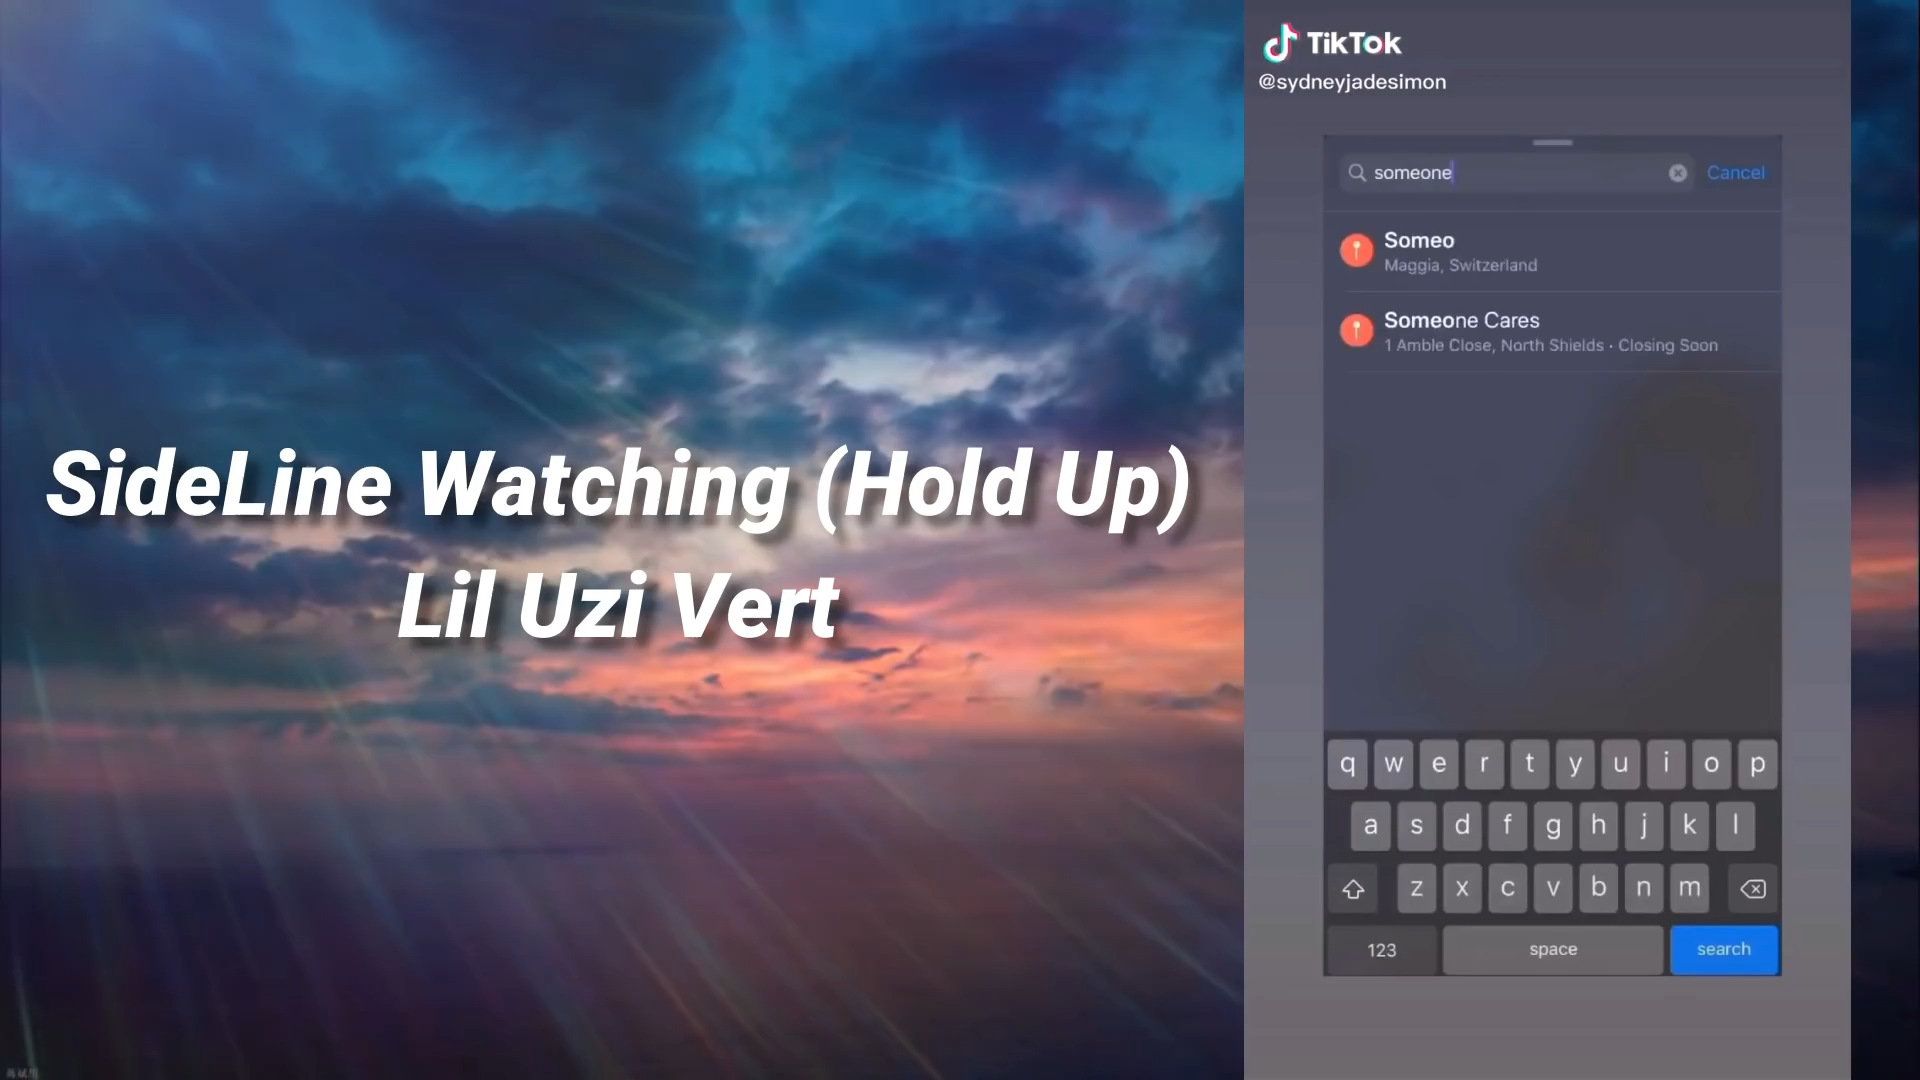 SideLine Watching (Hold Up)
Lil Uzi Vert
TikTok
@sydneyjadesimon
someone
Cancel
Someo
Maggia, Switzerland
Someone Cares
1 Amble Close, North Shields · Closing Soon
q w e r t y u i o p
a s d f g h j k l
z x c v b n m
123 space search